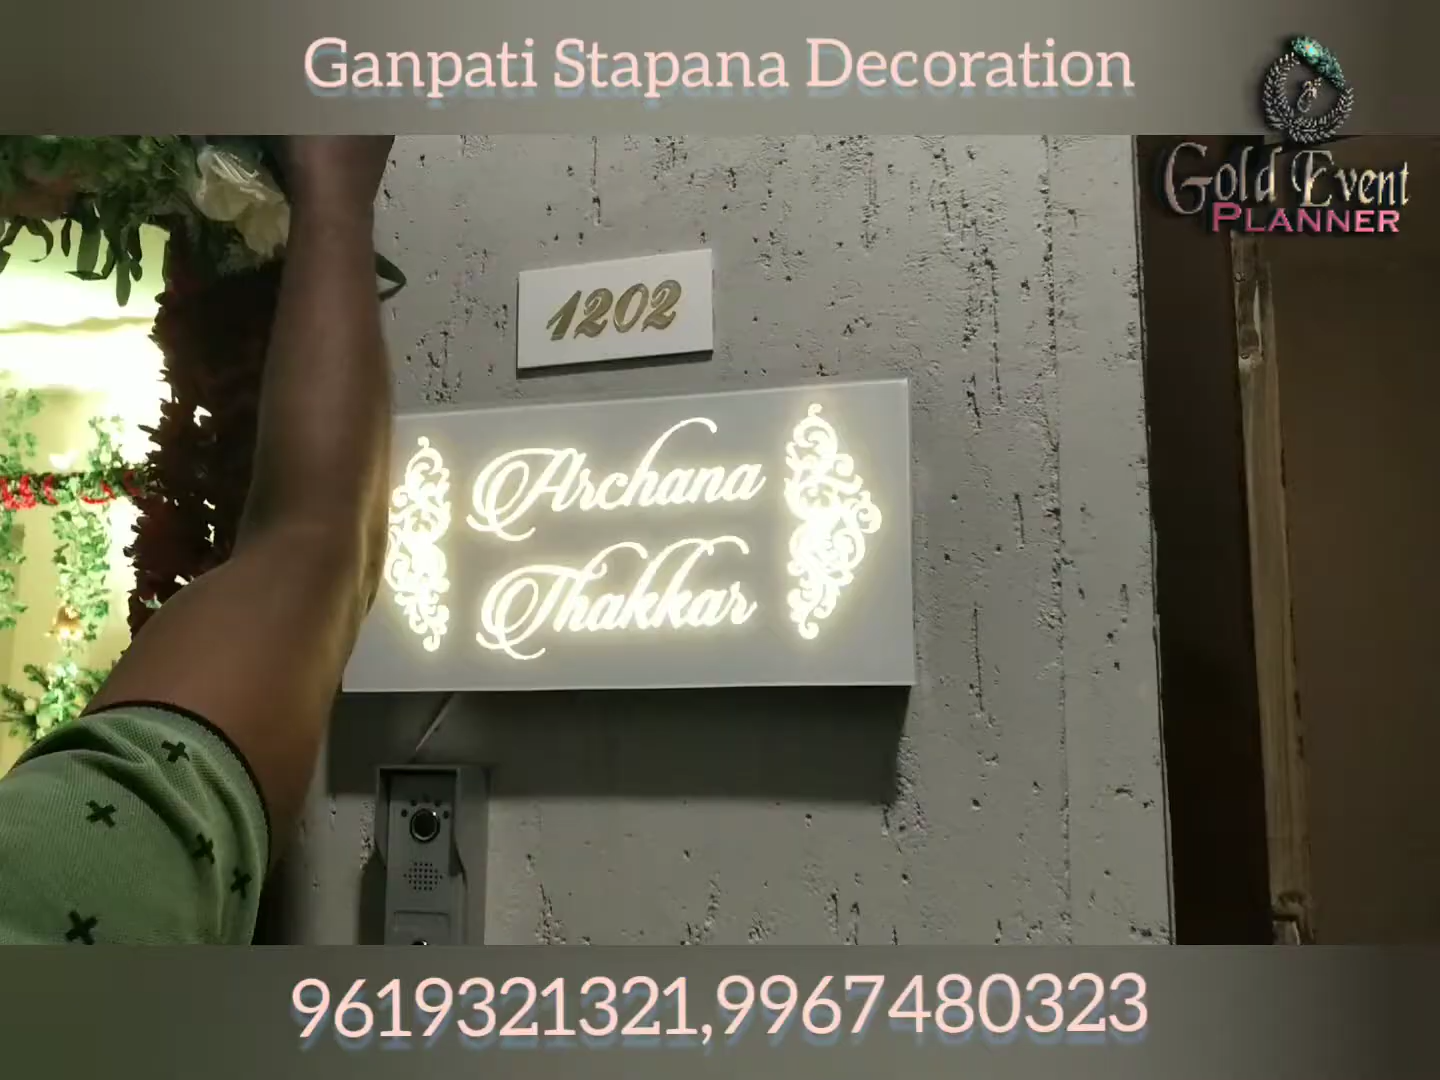 Ganpati Stapana Decoration
Gold Event
PLANNER
1202
Archana
Thakkar
9619321321,9967480323